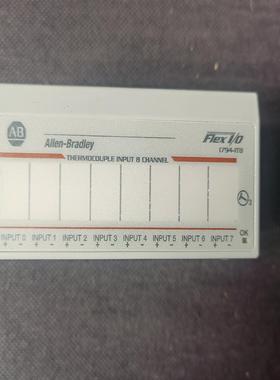 AB
Allen-Bradley
Flex I/O
1794-IT8
THERMOCOUPLE INPUT 8 CHANNEL
3
INPUT 0 INPUT 1 INPUT 2 INPUT 3 INPUT 4 INPUT 5 INPUT 6 INPUT 7 OK
+ - + - + - + - + - + - + - + -